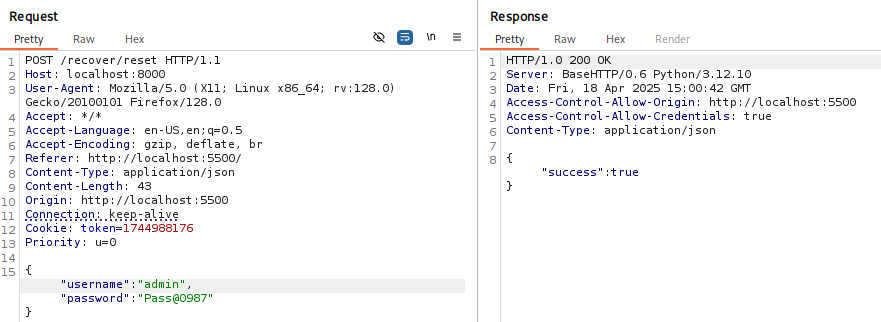 Request
Pretty Raw Hex \n
1 POST /recover/reset HTTP/1.1
2 Host: localhost:8000
3 User-Agent: Mozilla/5.0 (X11; Linux x86_64; rv:128.0)
Gecko/20100101 Firefox/128.0
4 Accept: */*
5 Accept-Language: en-US,en;q=0.5
6 Accept-Encoding: gzip, deflate, br
7 Referer: http://localhost:5500/
8 Content-Type: application/json
9 Content-Length: 43
10 Origin: http://localhost:5500
11 Connection: keep-alive
12 Cookie: token=1744988176
13 Priority: u=0
14
15 {
"username":"admin",
"password":"Pass@0987"
}
Response
Pretty Raw Hex Render
1 HTTP/1.0 200 OK
2 Server: BaseHTTP/0.6 Python/3.12.10
3 Date: Fri, 18 Apr 2025 15:00:42 GMT
4 Access-Control-Allow-Origin: http://localhost:5500
5 Access-Control-Allow-Credentials: true
6 Content-Type: application/json
7
8 {
"success":true
}